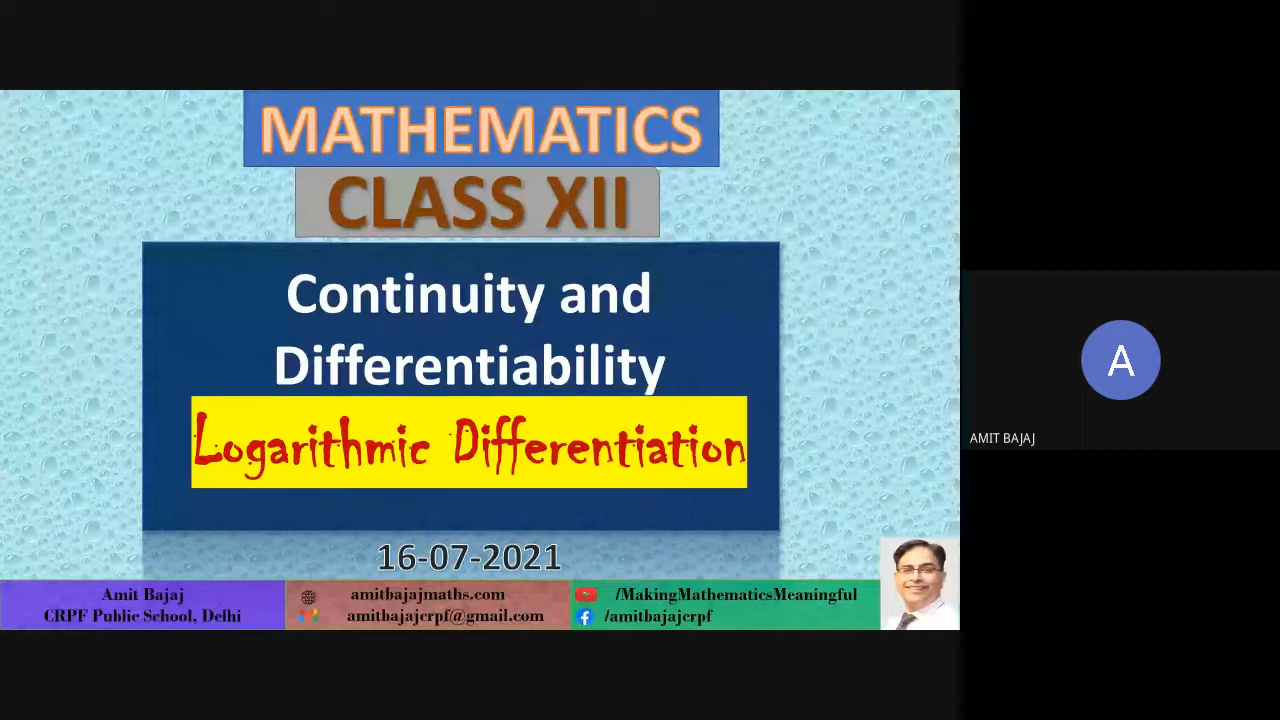 MATHEMATICS
CLASS XII
Continuity and
Differentiability
Logarithmic Differentiation
16-07-2021
Amit Bajaj
CRPF Public School, Delhi
amitbajajmaths.com
amitbajajcrpf@gmail.com
/MakingMathematicsMeaningful
/amitbajajcrpf
A
AMIT BAJAJ